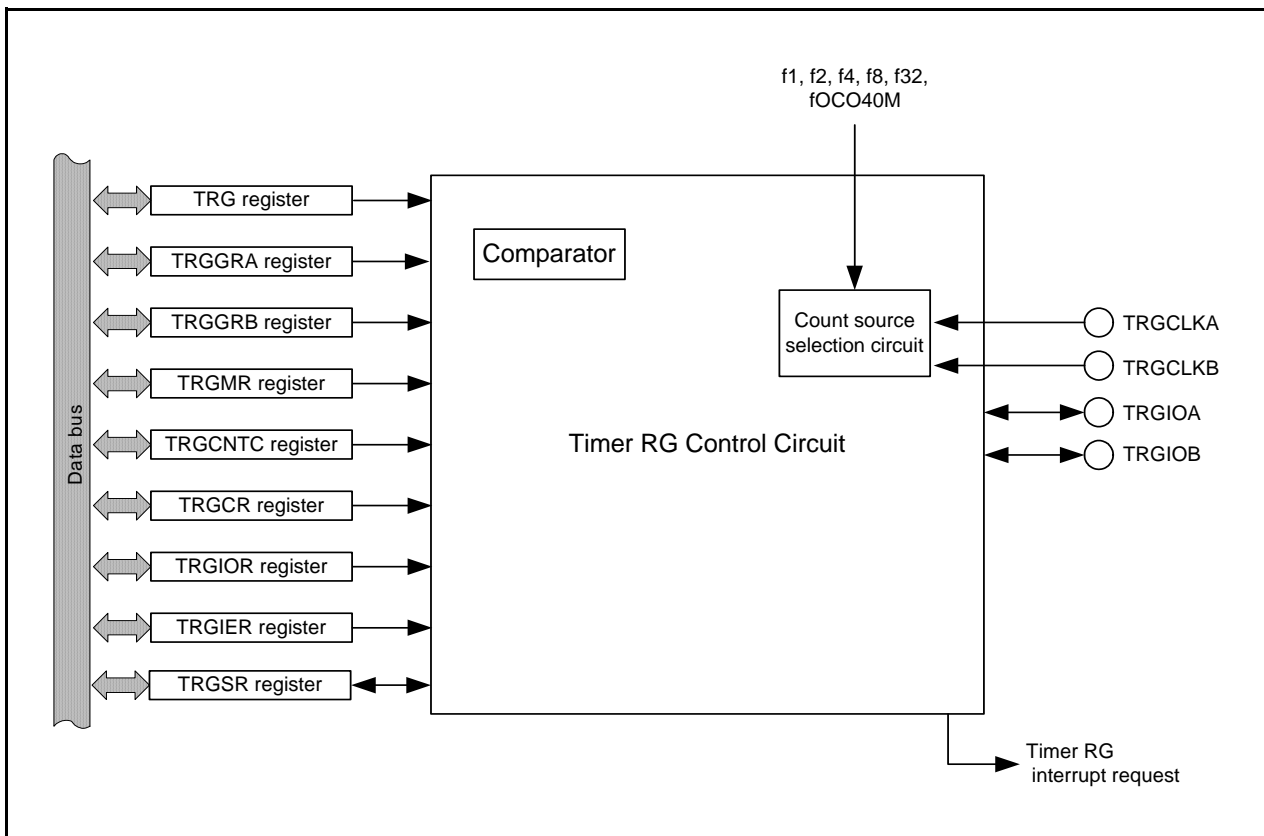 f1, f2, f4, f8, f32,
fOCO40M
Data bus
TRG register
TRGGRA register
TRGGRB register
TRGMR register
TRGCNTC register
TRGCR register
TRGIOR register
TRGIER register
TRGSR register
Comparator
Count source
selection circuit
Timer RG Control Circuit
TRGCLKA
TRGCLKB
TRGIOA
TRGIOB
Timer RG
interrupt request